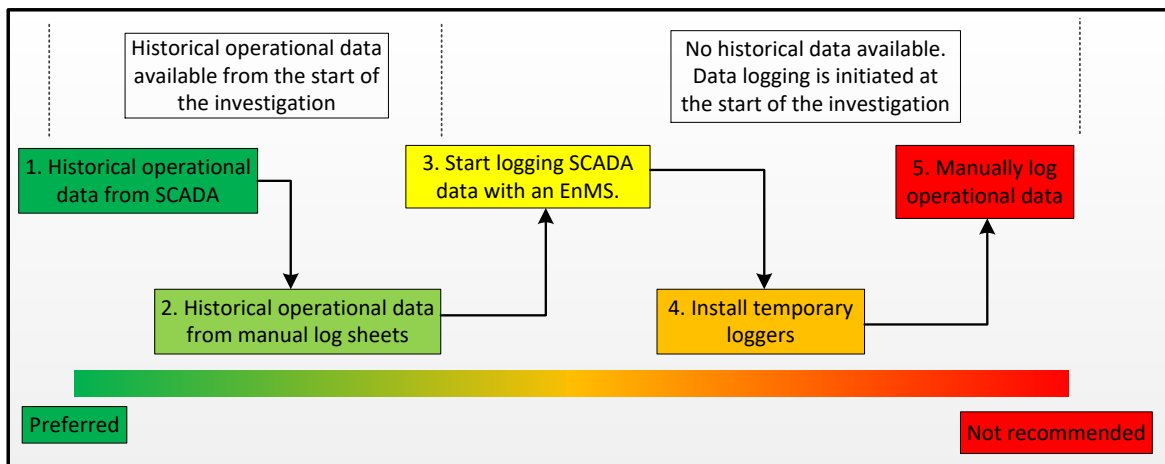 Historical operational data
available from the start of
the investigation
No historical data available.
Data logging is initiated at
the start of the investigation
1. Historical operational
data from SCADA
3. Start logging SCADA
data with an EnMS.
5. Manually log
operational data
2. Historical operational data
from manual log sheets
4. Install temporary
loggers
Preferred
Not recommended